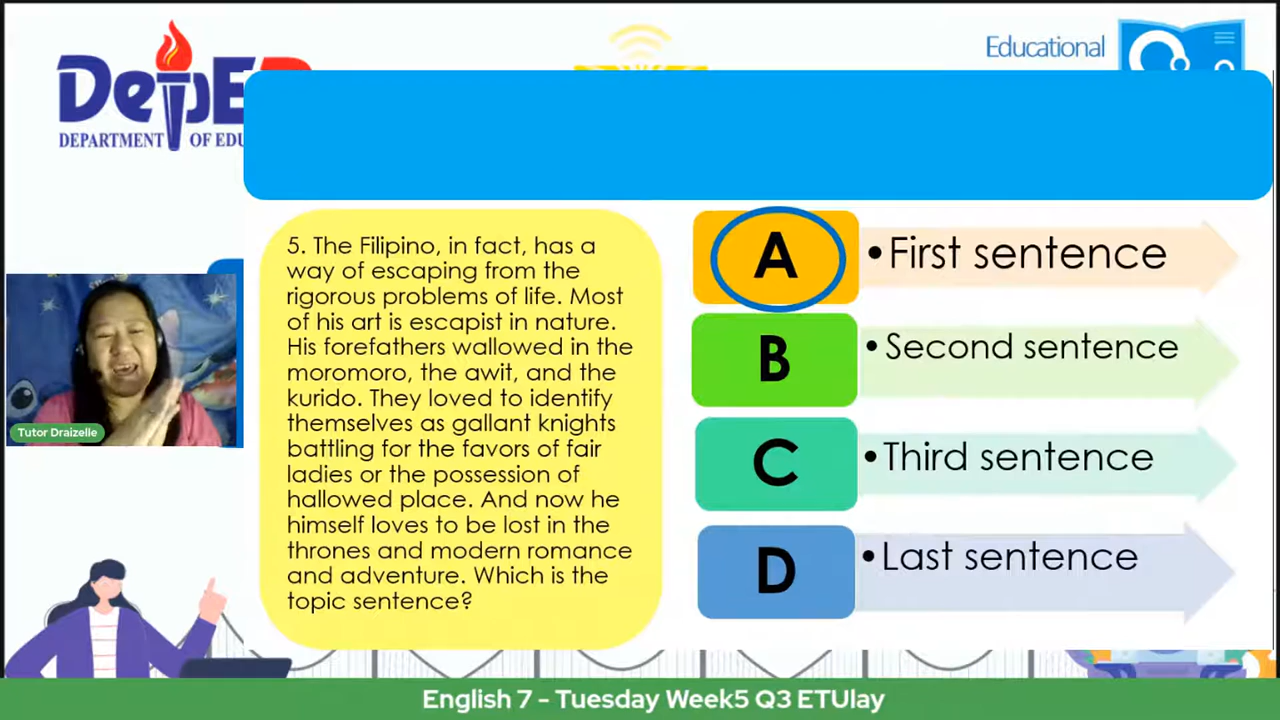 DepED
DEPARTMENT OF EDU
Educational
5. The Filipino, in fact, has a
way of escaping from the
rigorous problems of life. Most
of his art is escapist in nature.
His forefathers wallowed in the
moromoro, the awit, and the
kurido. They loved to identify
themselves as gallant knights
battling for the favors of fair
ladies or the possession of
hallowed place. And now he
himself loves to be lost in the
thrones and modern romance
and adventure. Which is the
topic sentence?
A
•First sentence
B
•Second sentence
C
•Third sentence
D
•Last sentence
Tutor Draizelle
English 7 - Tuesday Week5 Q3 ETUlay